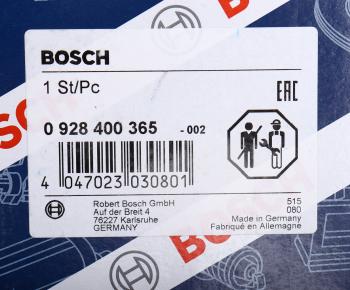 BOSCH
1 St/Pc
EAC
0 928 400 365 - 002
4 047023 030801
Robert Bosch GmbH
Auf der Breit 4
76227 Karlsruhe
GERMANY
515
080
Made in Germany
Fabriqué en Allemagne